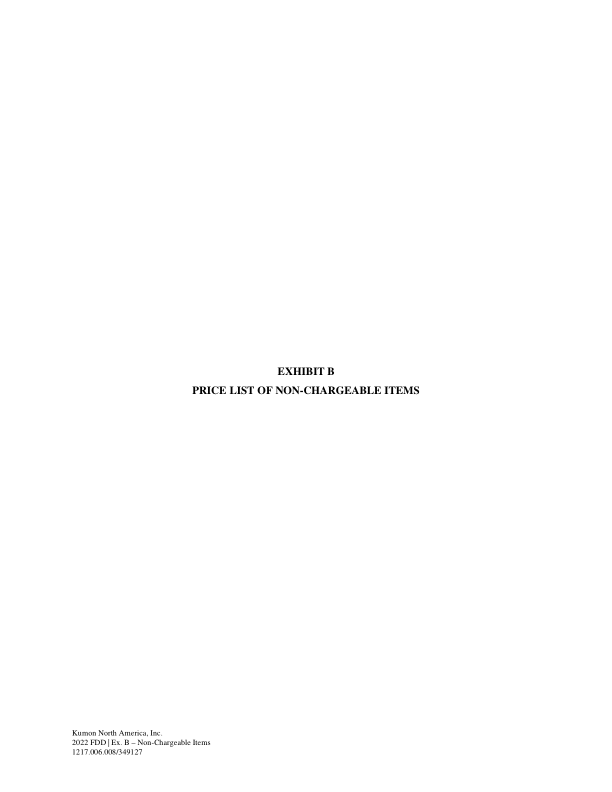 EXHIBIT B
PRICE LIST OF NON-CHARGEABLE ITEMS
Kumon North America, Inc.
2022 FDD | Ex. B – Non-Chargeable Items
1217.006.008/349127